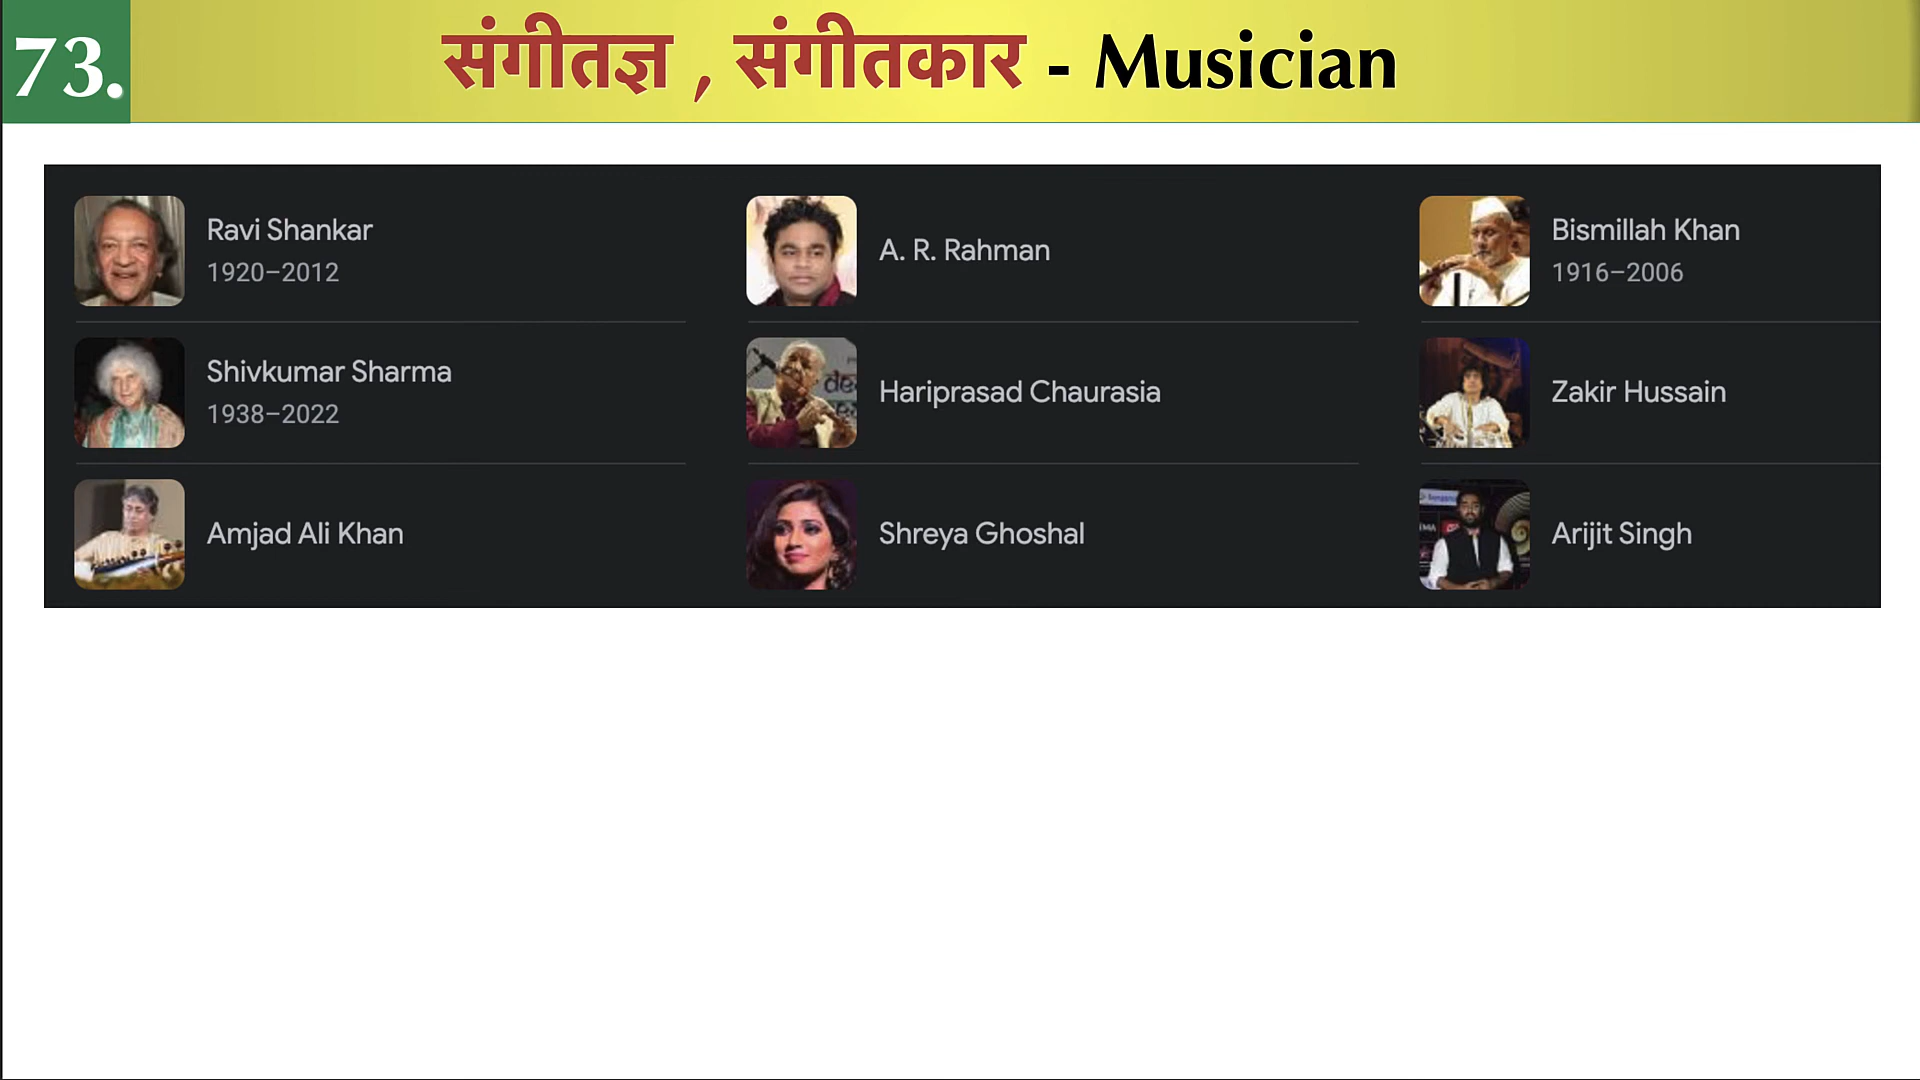 73.
संगीतज्ञ , संगीतकार - Musician
Ravi Shankar
1920–2012
A. R. Rahman
Bismillah Khan
1916–2006
Shivkumar Sharma
1938–2022
Hariprasad Chaurasia
Zakir Hussain
Amjad Ali Khan
Shreya Ghoshal
Arijit Singh